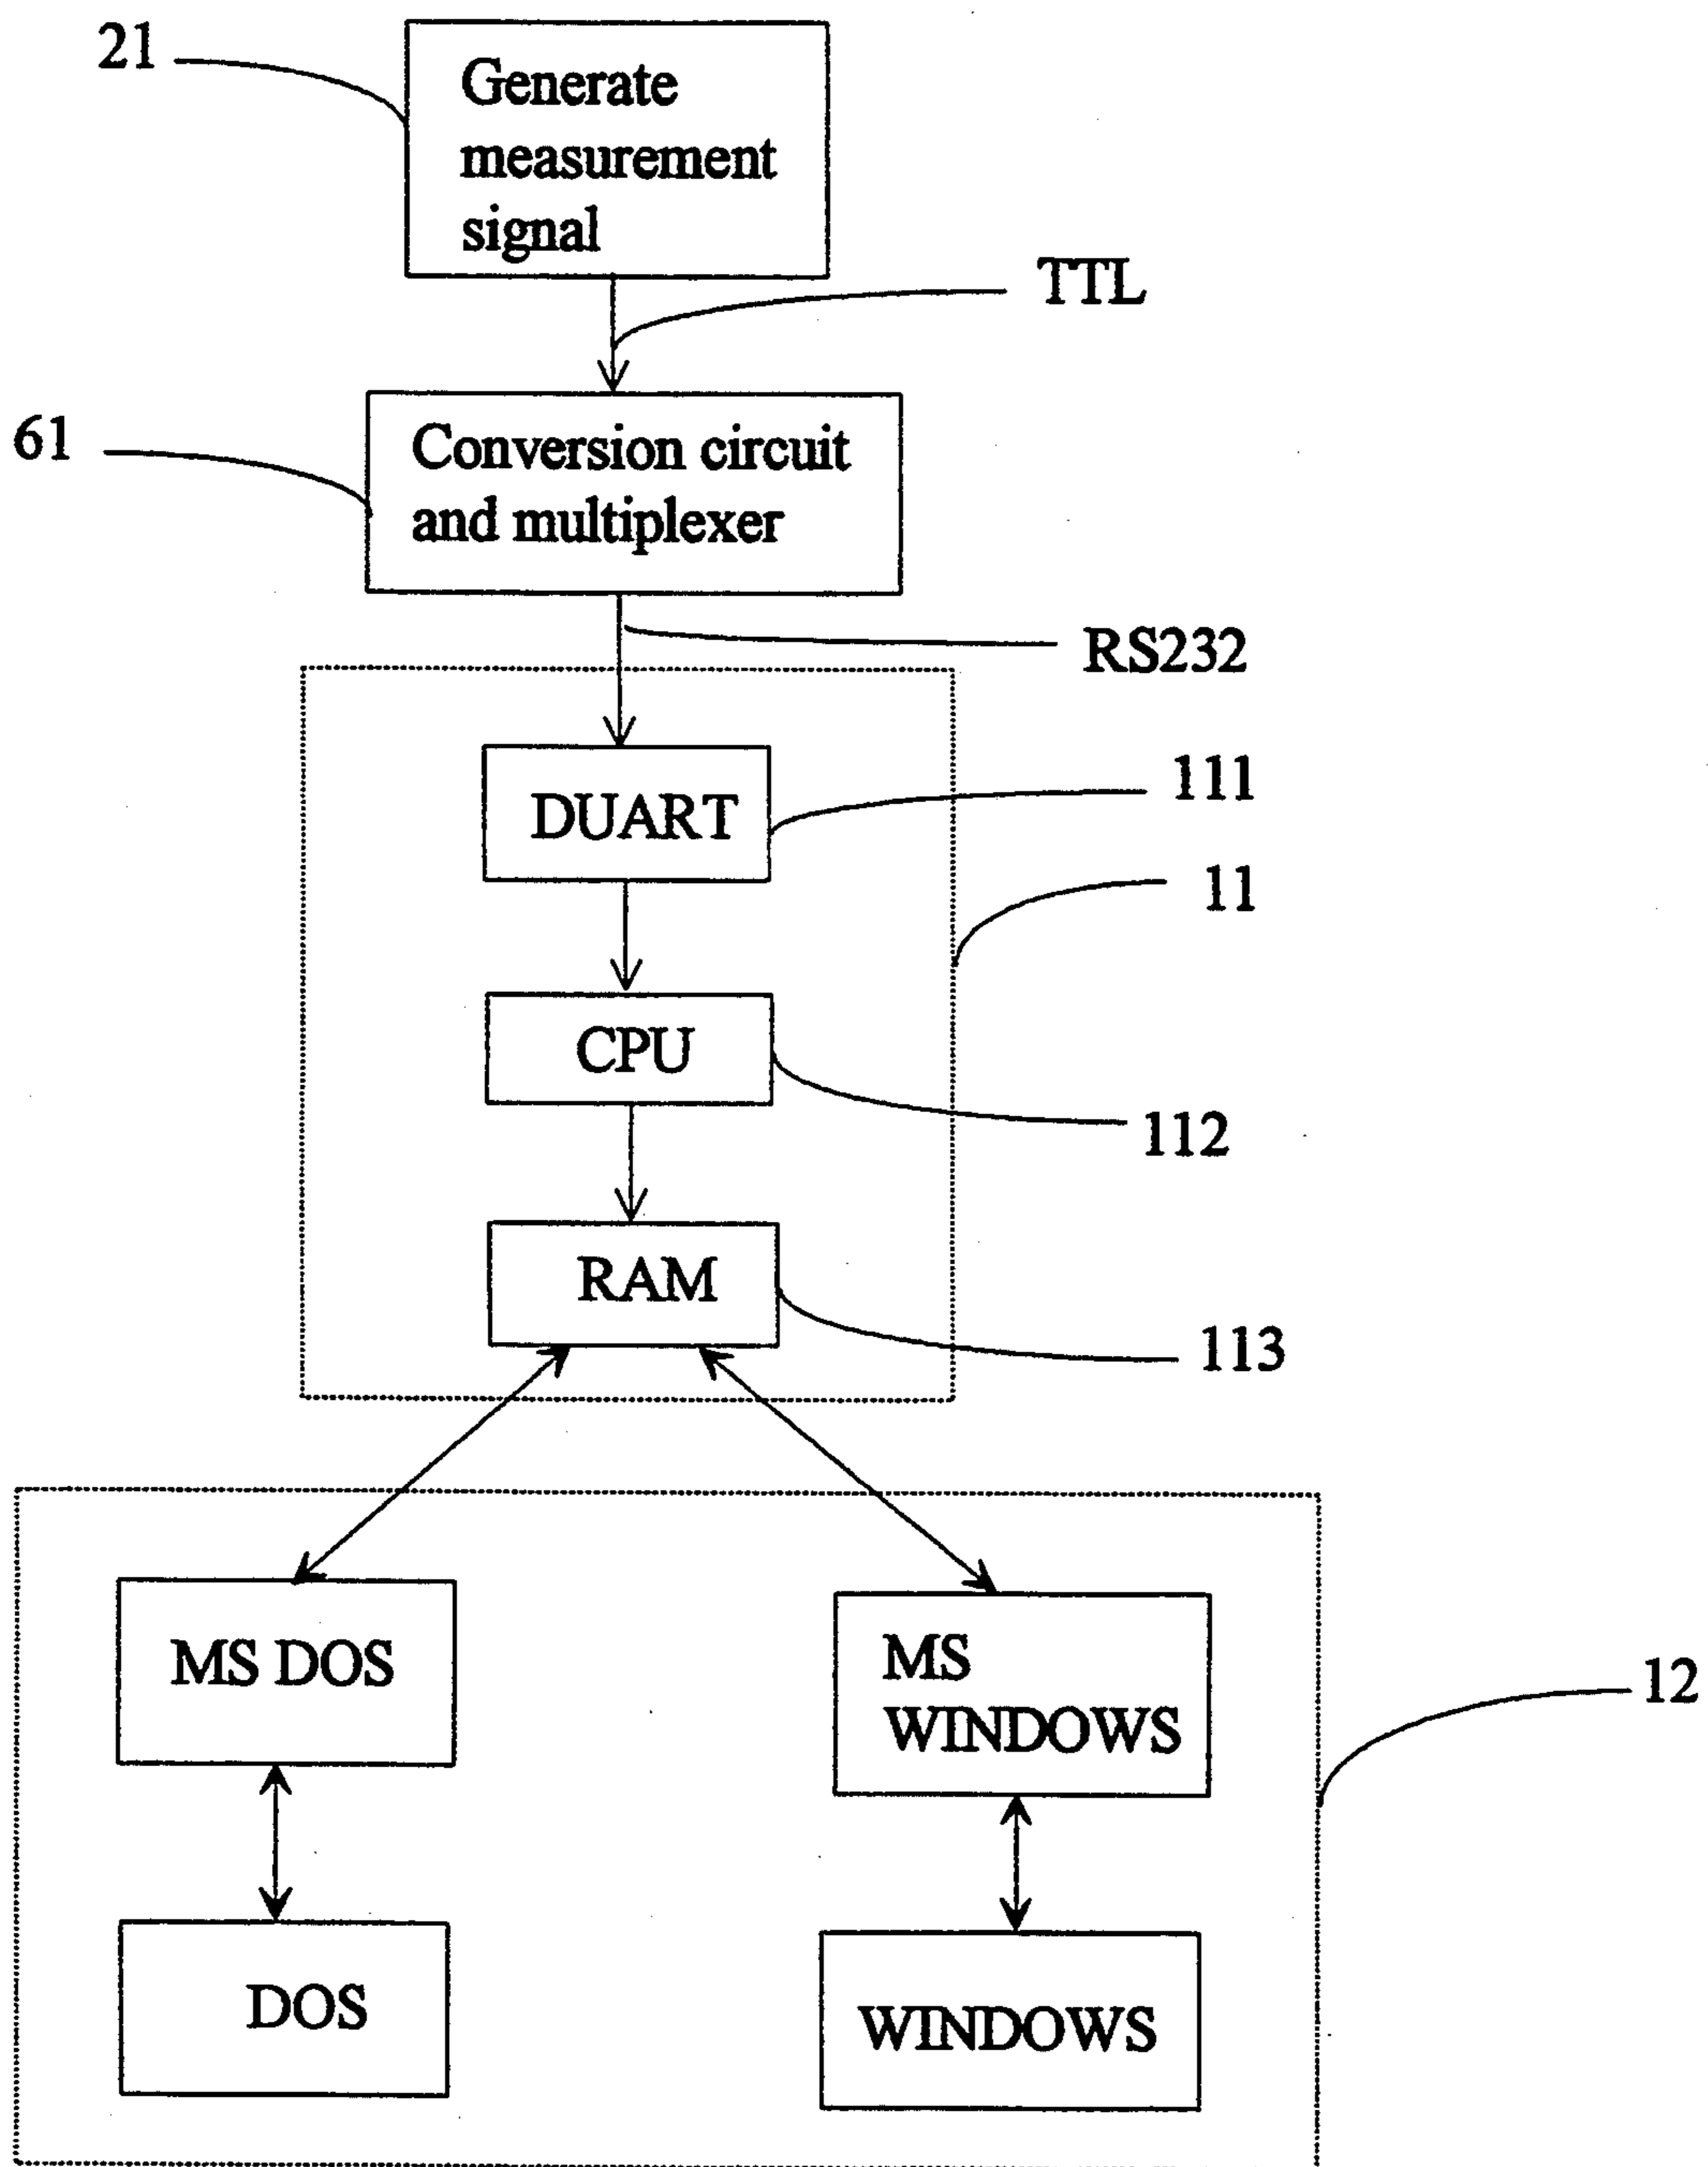 21
Generate
measurement
signal
TTL
61
Conversion circuit
and multiplexer
RS232
DUART
111
11
CPU
112
RAM
113
MS DOS
MS
WINDOWS
12
DOS
WINDOWS